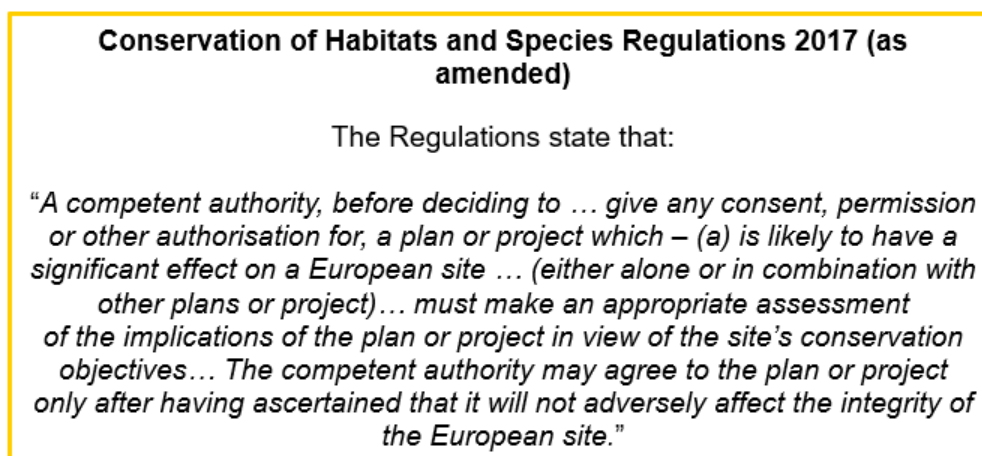 Conservation of Habitats and Species Regulations 2017 (as
amended)
The Regulations state that:
“A competent authority, before deciding to … give any consent, permission
or other authorisation for, a plan or project which – (a) is likely to have a
significant effect on a European site … (either alone or in combination with
other plans or project)… must make an appropriate assessment
of the implications of the plan or project in view of the site’s conservation
objectives… The competent authority may agree to the plan or project
only after having ascertained that it will not adversely affect the integrity of
the European site.”